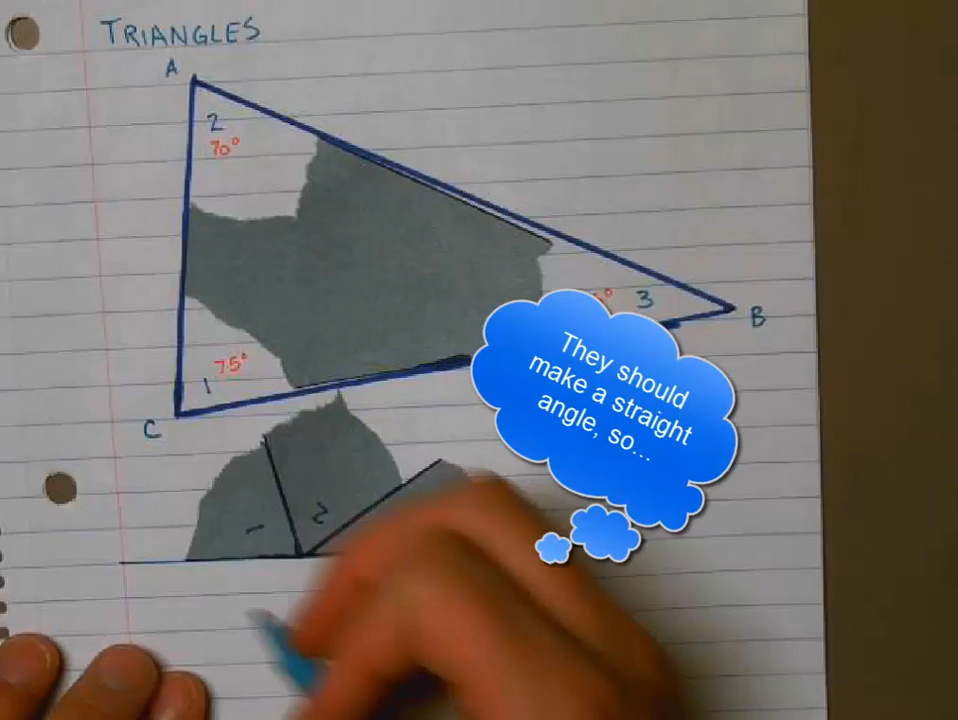 TRIANGLES
A
2
70°
3
B
75°
1
C
They should
make a straight
angle, so...
1
2